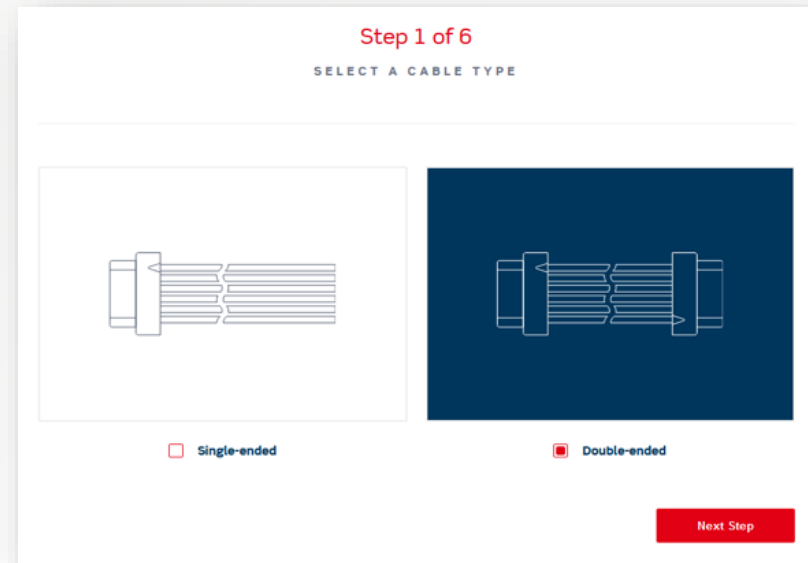 Step 1 of 6
SELECT A CABLE TYPE
Single-ended
Double-ended
Next Step